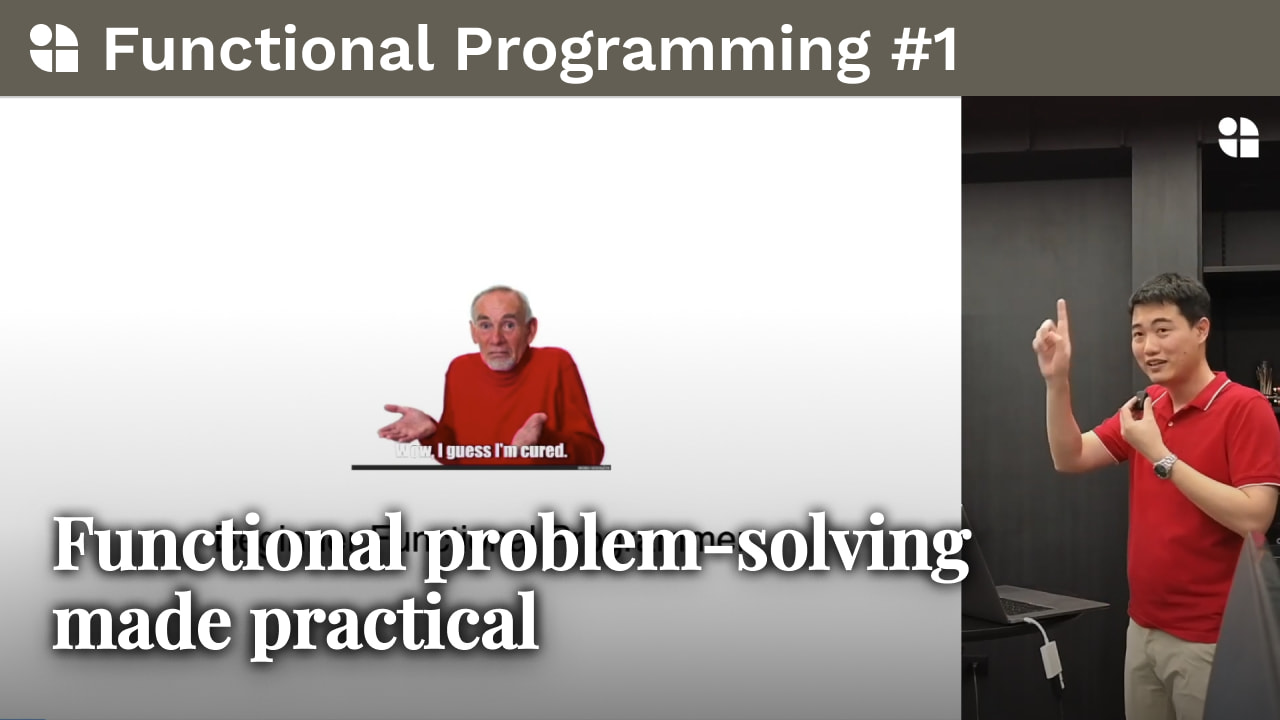 Functional Programming #1
Wow, I guess I'm cured.
Functional problem-solving
made practical